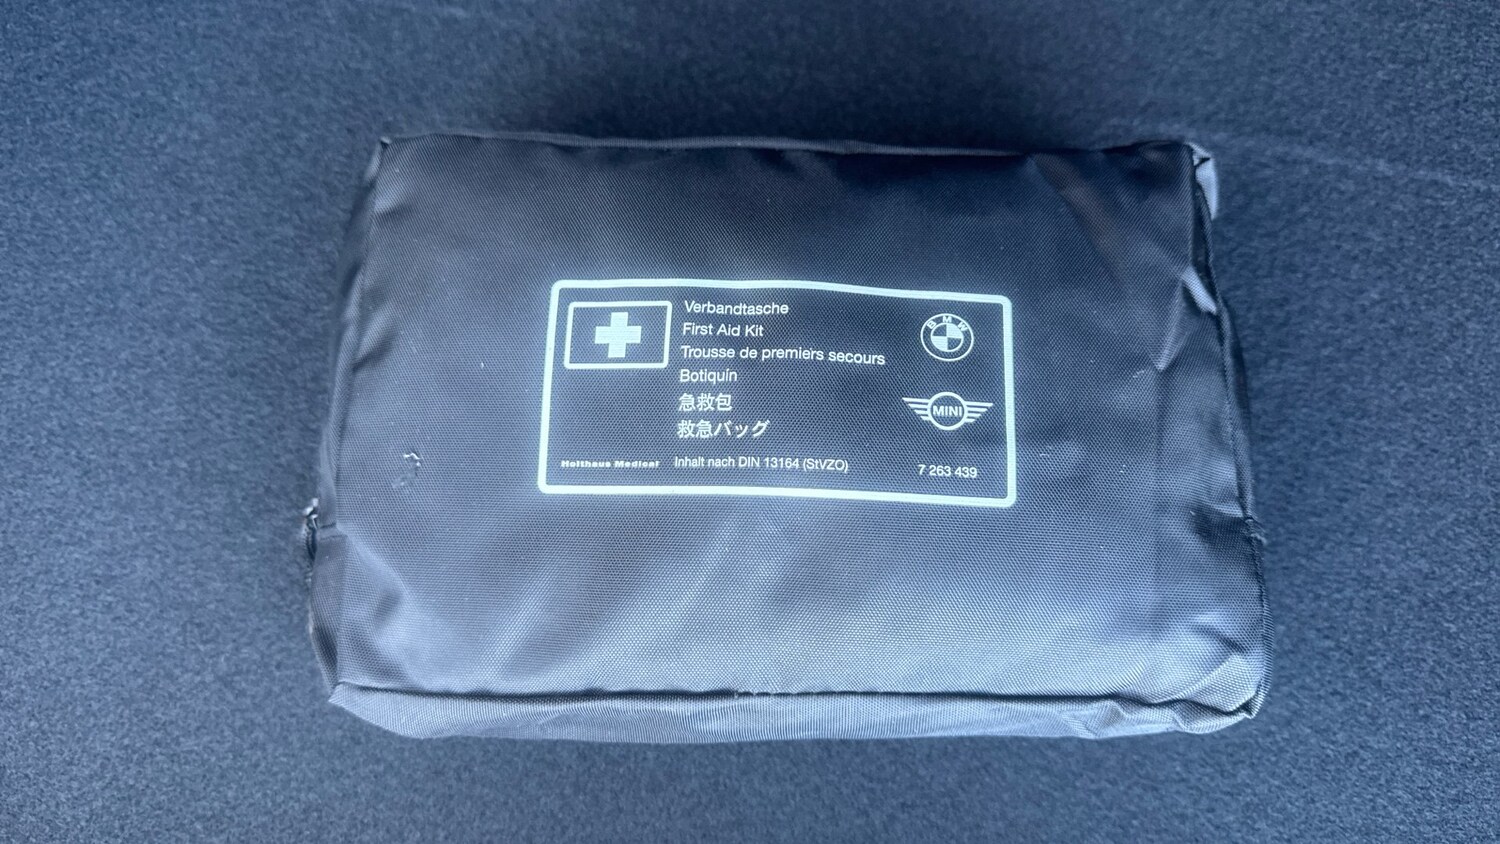 Verbandtasche
First Aid Kit
Trousse de premiers secours
Botiquín
急救包
救急バッグ
BMW
MINI
Holthaus Medical
Inhalt nach DIN 13164 (StVZO)
7 263 439